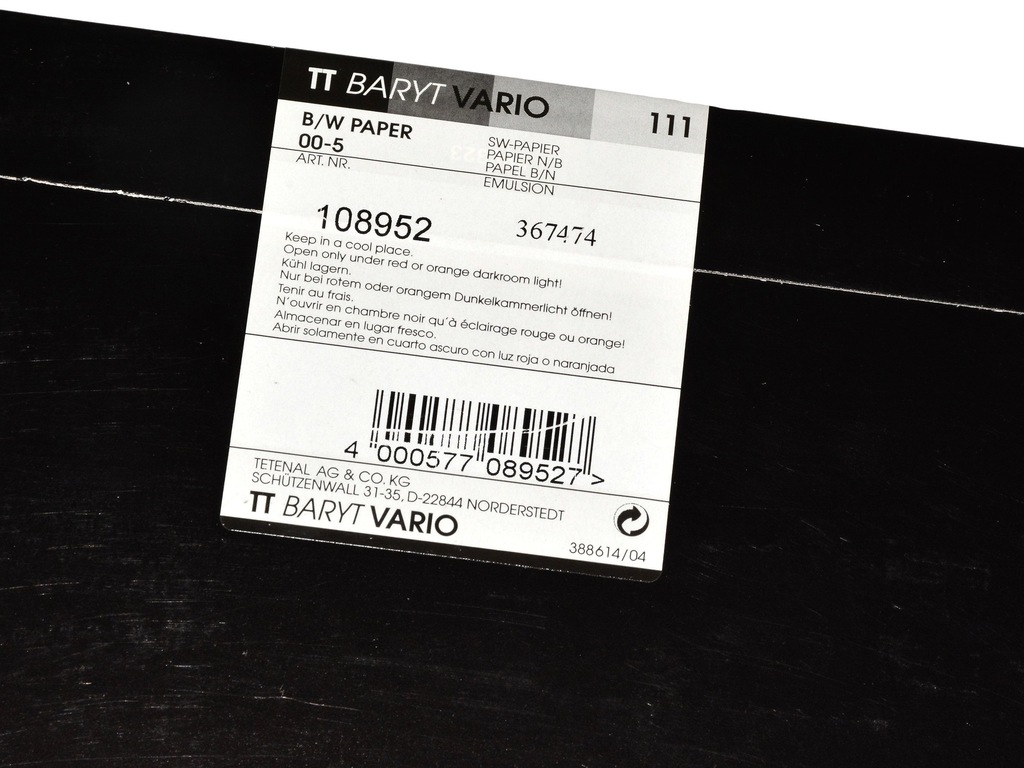 TT BARYT VARIO 111
B/W PAPER
00-5
ART. NR.
SW-PAPIER
PAPIER N/B
PAPEL B/N
EMULSION
108952 367474
Keep in a cool place.
Open only under red or orange darkroom light!
Kühl lagern.
Nur bei rotem oder orangem Dunkelkammerlicht öffnen!
Tenir au frais.
N'ouvrir en chambre noir qu'à éclairage rouge ou orange!
Almacenar en lugar fresco.
Abrir solamente en cuarto ascuro con luz roja o naranjada
4 000577 089527 >
TETENAL AG & CO. KG
SCHÜTZENWALL 31-35, D-22844 NORDERSTEDT
TT BARYT VARIO
388614/04